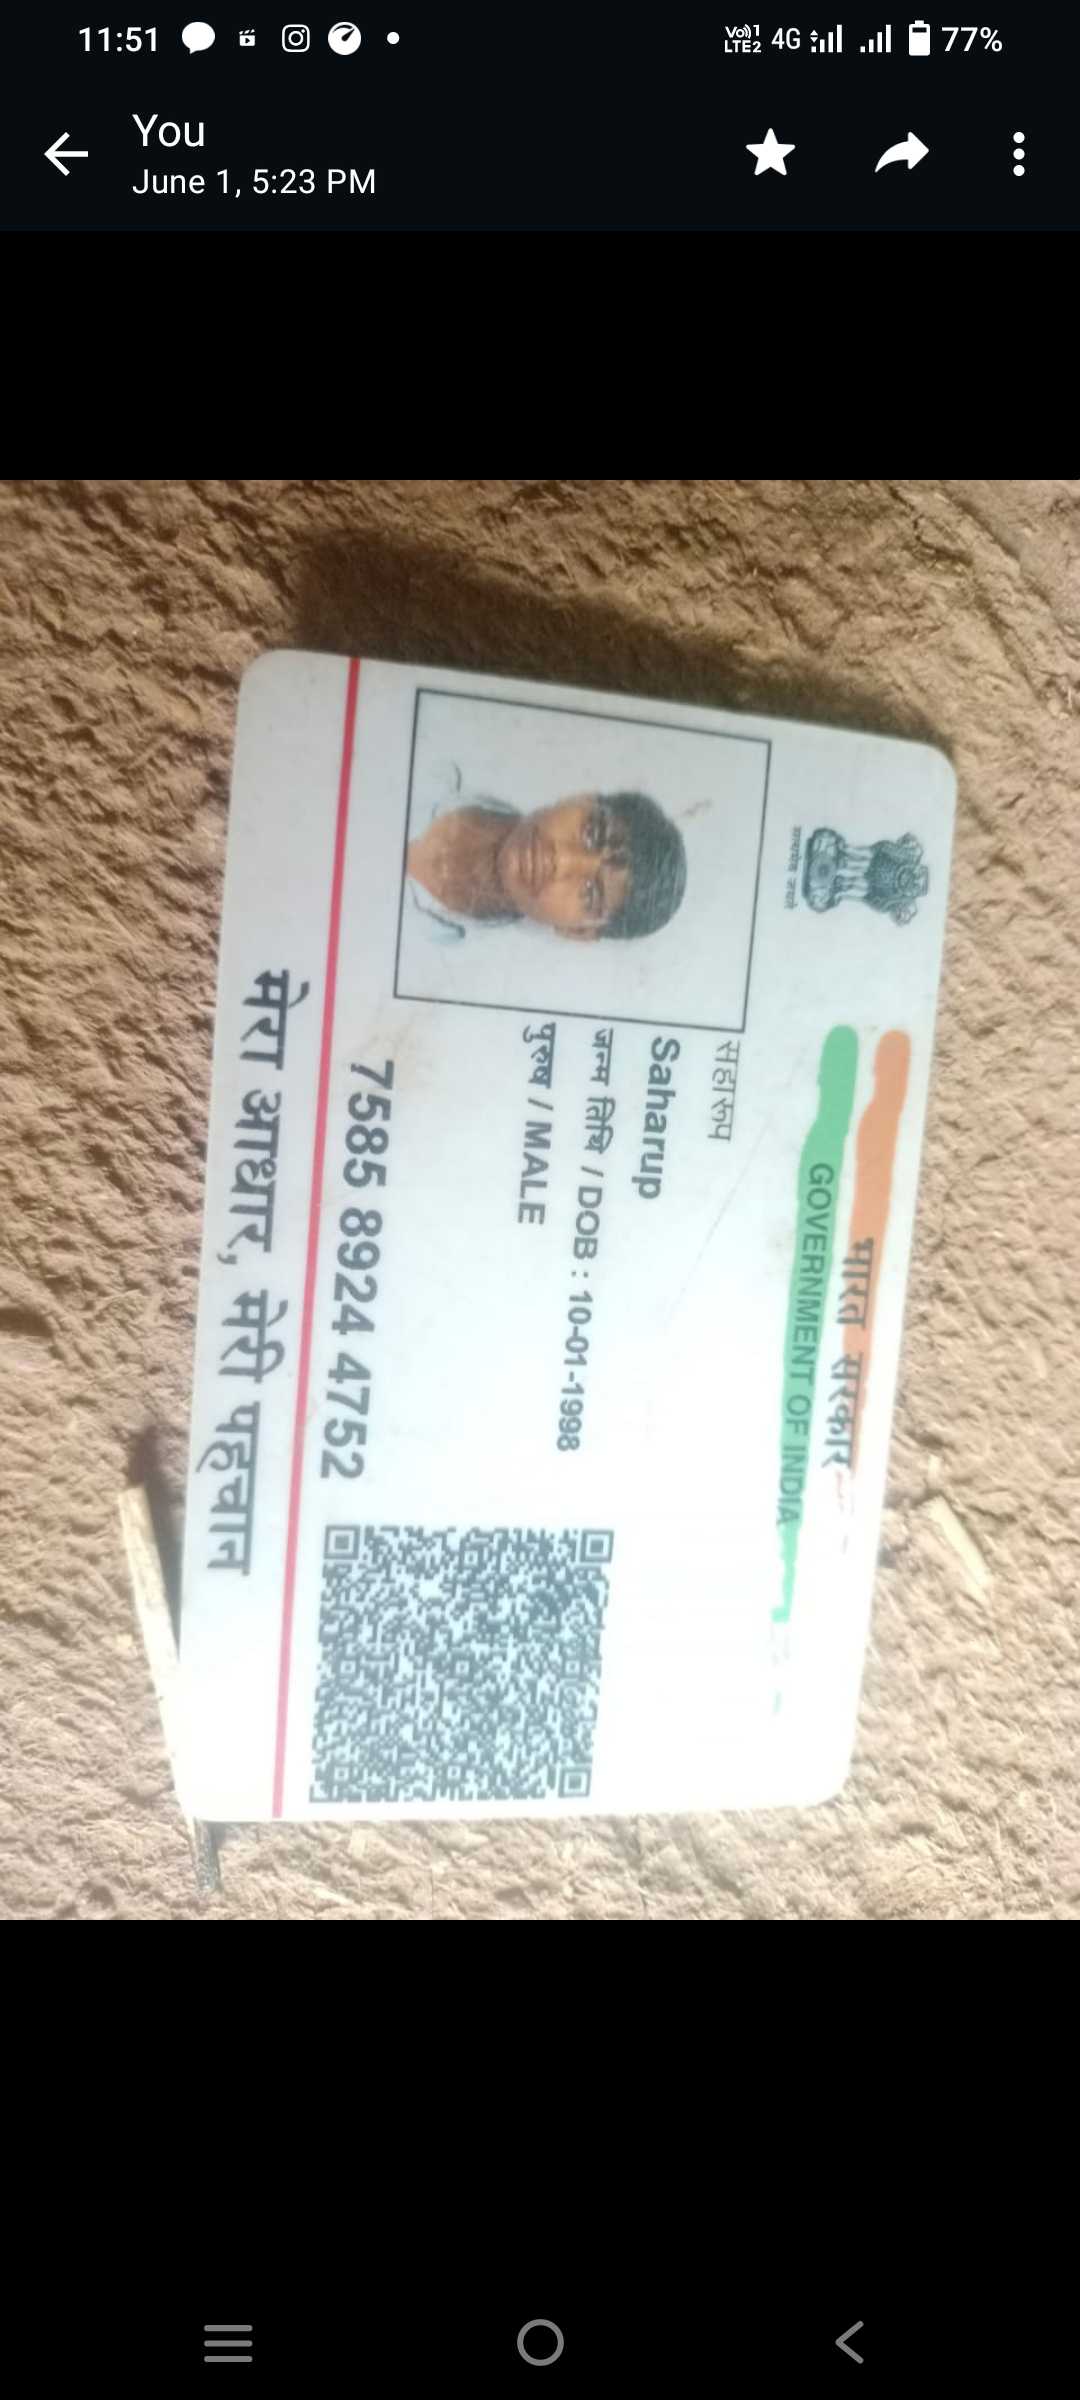 11:51
Vo)) 1
LTE2 4G 77%
You
June 1, 5:23 PM
सत्यमेव जयते
भारत सरकार
GOVERNMENT OF INDIA
सहारूप
Saharup
जन्म तिथि / DOB : 10-01-1998
पुरुष / MALE
7585 8924 4752
मेरा आधार, मेरी पहचान